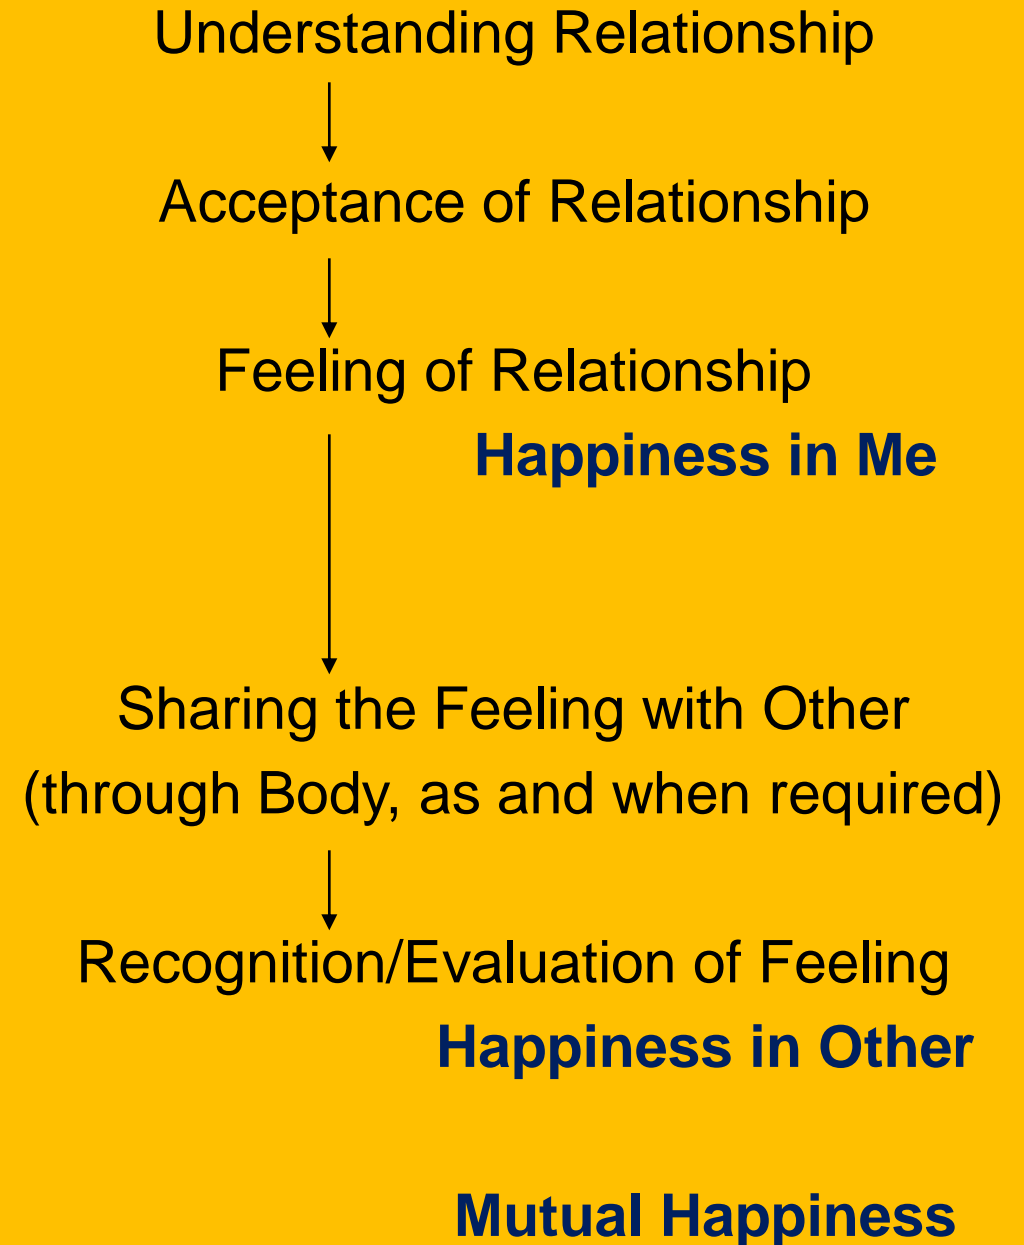 Understanding Relationship
Acceptance of Relationship
Feeling of Relationship
Happiness in Me
Sharing the Feeling with Other
(through Body, as and when required)
Recognition/Evaluation of Feeling
Happiness in Other
Mutual Happiness